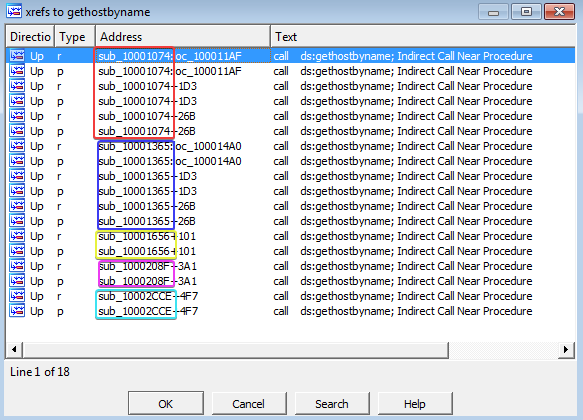 xrefs to gethostbyname
Directio Type Address Text
Up r sub_10001074:loc_100011AF call ds:gethostbyname; Indirect Call Near Procedure
Up p sub_10001074:loc_100011AF call ds:gethostbyname; Indirect Call Near Procedure
Up r sub_10001074+1D3 call ds:gethostbyname; Indirect Call Near Procedure
Up p sub_10001074+1D3 call ds:gethostbyname; Indirect Call Near Procedure
Up r sub_10001074+26B call ds:gethostbyname; Indirect Call Near Procedure
Up p sub_10001074+26B call ds:gethostbyname; Indirect Call Near Procedure
Up r sub_10001365:loc_100014A0 call ds:gethostbyname; Indirect Call Near Procedure
Up p sub_10001365:loc_100014A0 call ds:gethostbyname; Indirect Call Near Procedure
Up r sub_10001365+1D3 call ds:gethostbyname; Indirect Call Near Procedure
Up p sub_10001365+1D3 call ds:gethostbyname; Indirect Call Near Procedure
Up r sub_10001365+26B call ds:gethostbyname; Indirect Call Near Procedure
Up p sub_10001365+26B call ds:gethostbyname; Indirect Call Near Procedure
Up r sub_10001656+101 call ds:gethostbyname; Indirect Call Near Procedure
Up p sub_10001656+101 call ds:gethostbyname; Indirect Call Near Procedure
Up r sub_1000208F+3A1 call ds:gethostbyname; Indirect Call Near Procedure
Up p sub_1000208F+3A1 call ds:gethostbyname; Indirect Call Near Procedure
Up r sub_10002CCE+4F7 call ds:gethostbyname; Indirect Call Near Procedure
Up p sub_10002CCE+4F7 call ds:gethostbyname; Indirect Call Near Procedure
Line 1 of 18
OK Cancel Search Help